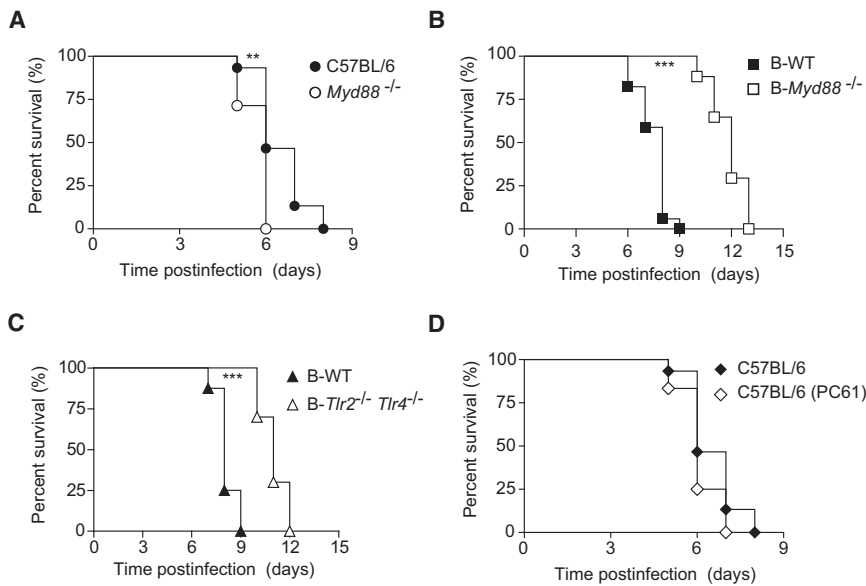 A
100
75
50
25
0
Percent survival (%)
**
C57BL/6
Myd88 -/-
0 3 6 9
Time postinfection (days)
B
100
75
50
25
0
Percent survival (%)
***
B-WT
B-Myd88 -/-
0 3 6 9 12 15
Time postinfection (days)
C
100
75
50
25
0
Percent survival (%)
***
B-WT
B-Tlr2-/- Tlr4-/-
0 3 6 9 12 15
Time postinfection (days)
D
100
75
50
25
0
Percent survival (%)
C57BL/6
C57BL/6 (PC61)
0 3 6 9
Time postinfection (days)